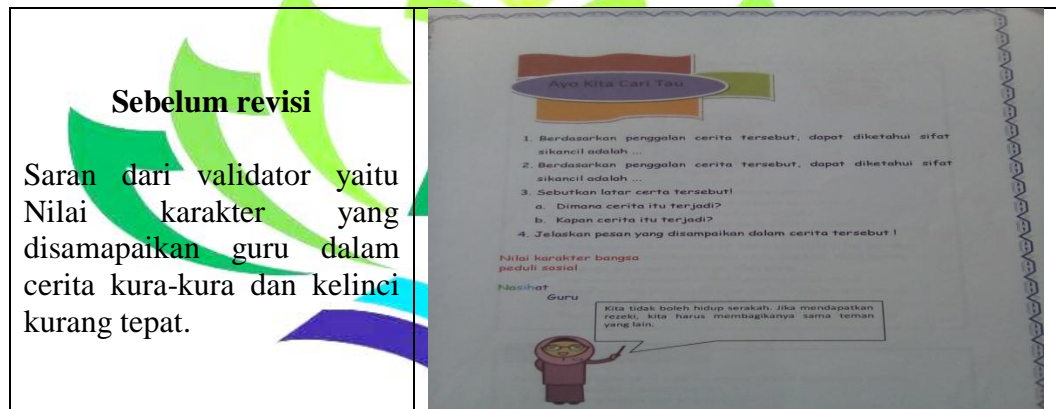 Sebelum revisi
Saran dari validator yaitu
Nilai karakter yang
disamapaikan guru dalam
cerita kura-kura dan kelinci
kurang tepat.
Ayo Kita Cari Tau
1. Berdasarkan penggalan cerita tersebut, dapat diketahui sifat
sikancil adalah ...
2. Berdasarkan penggalan cerita tersebut, dapat diketahui sifat
sikancil adalah ...
3. Sebutkan latar certa tersebut!
a. Dimana cerita itu terjadi?
b. Kapan cerita itu terjadi?
4. Jelaskan pesan yang disampaikan dalam cerita tersebut !
Nilai karakter bangsa
peduli sosial
Nasihat
Guru
Kita tidak boleh hidup serakah. Jika mendapatkan
rezeki, kita harus membagikanya sama teman
yang lain.